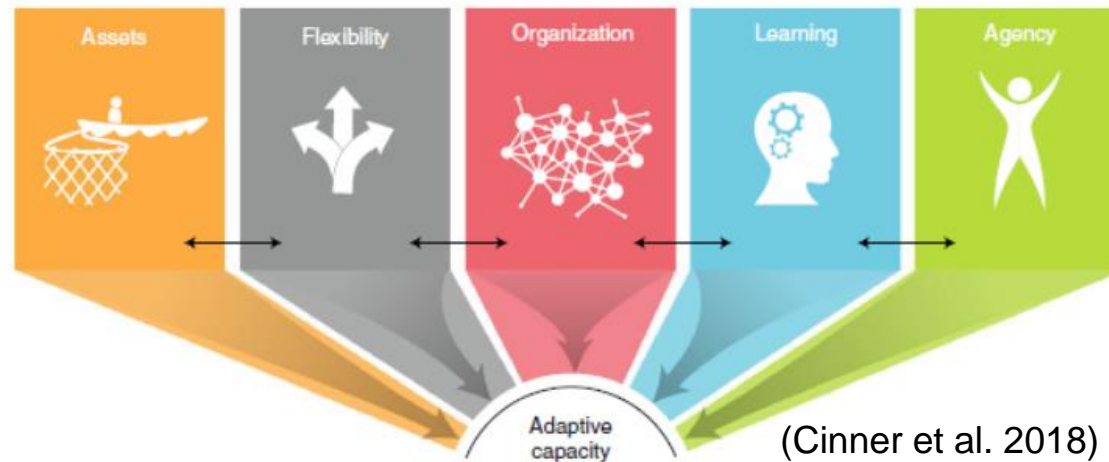 Assets
Flexibility
Organization
Learning
Agency
Adaptive
capacity
(Cinner et al. 2018)